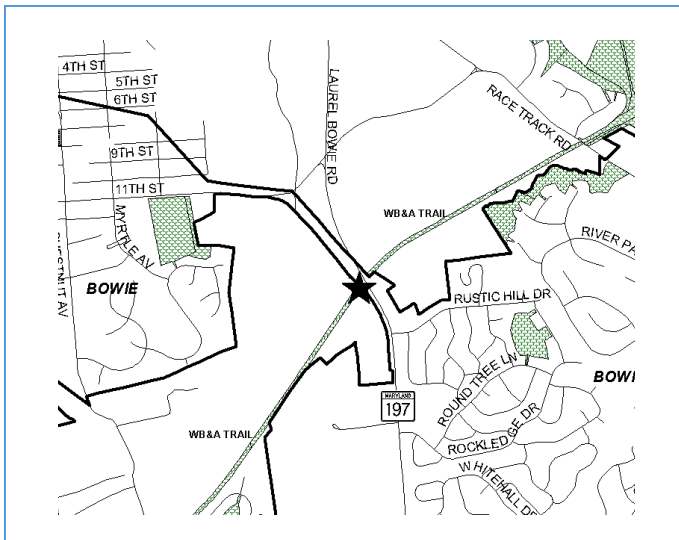 4TH ST
5TH ST
6TH ST
9TH ST
11TH ST
LAUREL BOWIE RD
RACE TRACK RD
WB&A TRAIL
MYRTLE AV
CHESTNUT AV
BOWIE
RIVER PA
RUSTIC HILL DR
ROUND TREE LN
BOWI
MARYLAND
197
WB&A TRAIL
ROCKLEDGE DR
WHITEHALL DR